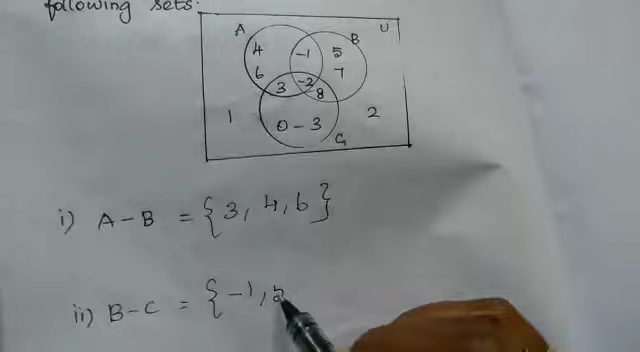 following sets.
A
B
U
4
-1
5
6
7
3
-2
8
1
0 -3
2
C
i) A-B = {3, 4, 6}
ii) B-C = {-1, 5